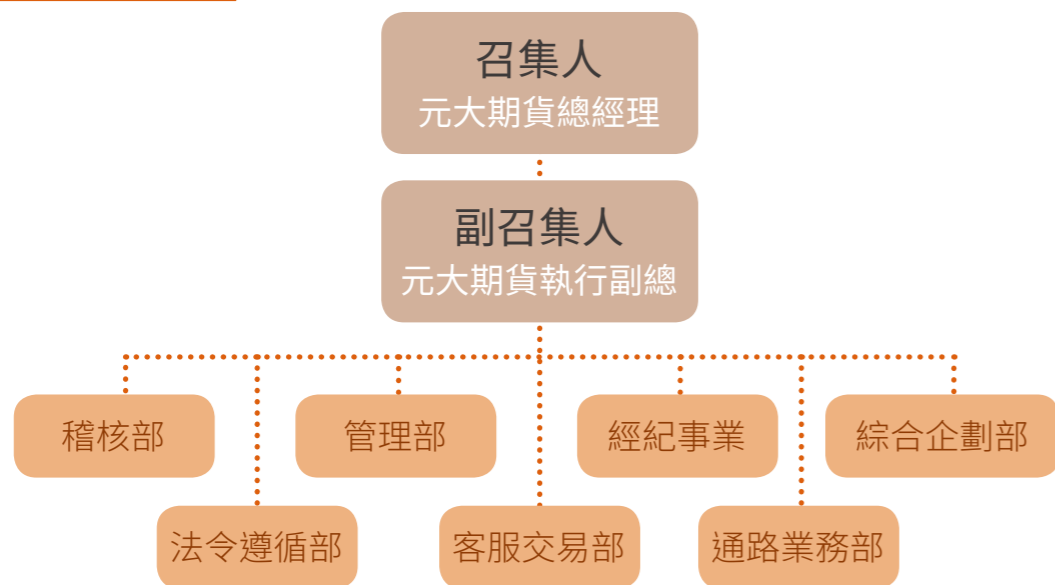 召集人
元大期貨總經理
副召集人
元大期貨執行副總
稽核部
管理部
經紀事業
綜合企劃部
法令遵循部
客服交易部
通路業務部